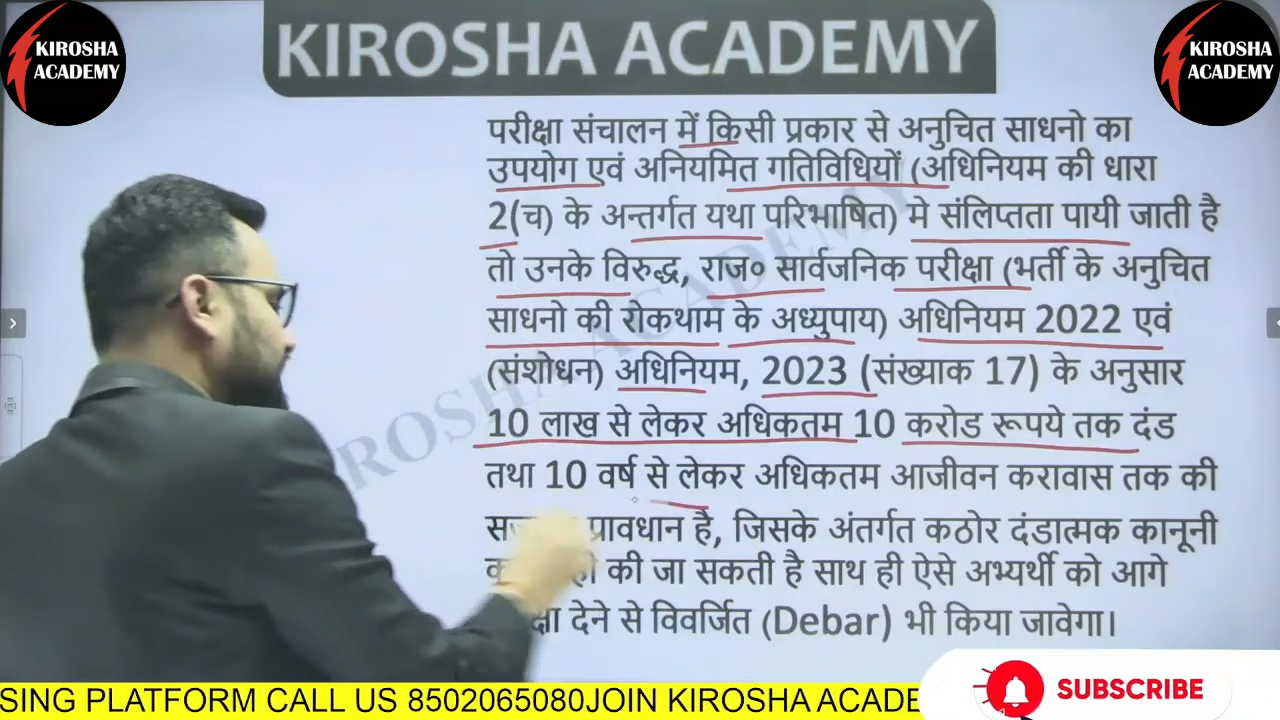 KIROSHA ACADEMY
KIROSHA
ACADEMY
KIROSHA
ACADEMY
परीक्षा संचालन में किसी प्रकार से अनुचित साधनो का
उपयोग एवं अनियमित गतिविधियों (अधिनियम की धारा
2(च) के अन्तर्गत यथा परिभाषित) मे संलिप्तता पायी जाती है
तो उनके विरुद्ध, राज० सार्वजनिक परीक्षा (भर्ती के अनुचित
साधनो की रोकथाम के अध्युपाय) अधिनियम 2022 एवं
(संशोधन) अधिनियम, 2023 (संख्याक 17) के अनुसार
10 लाख से लेकर अधिकतम 10 करोड रूपये तक दंड
तथा 10 वर्ष से लेकर अधिकतम आजीवन करावास तक की
प्रावधान है, जिसके अंतर्गत कठोर दंडात्मक कानूनी
की जा सकती है साथ ही ऐसे अभ्यर्थी को आगे
देने से विवर्जित (Debar) भी किया जावेगा।
KIROSHA ACADEMY
SING PLATFORM CALL US 8502065080JOIN KIROSHA ACADE
SUBSCRIBE